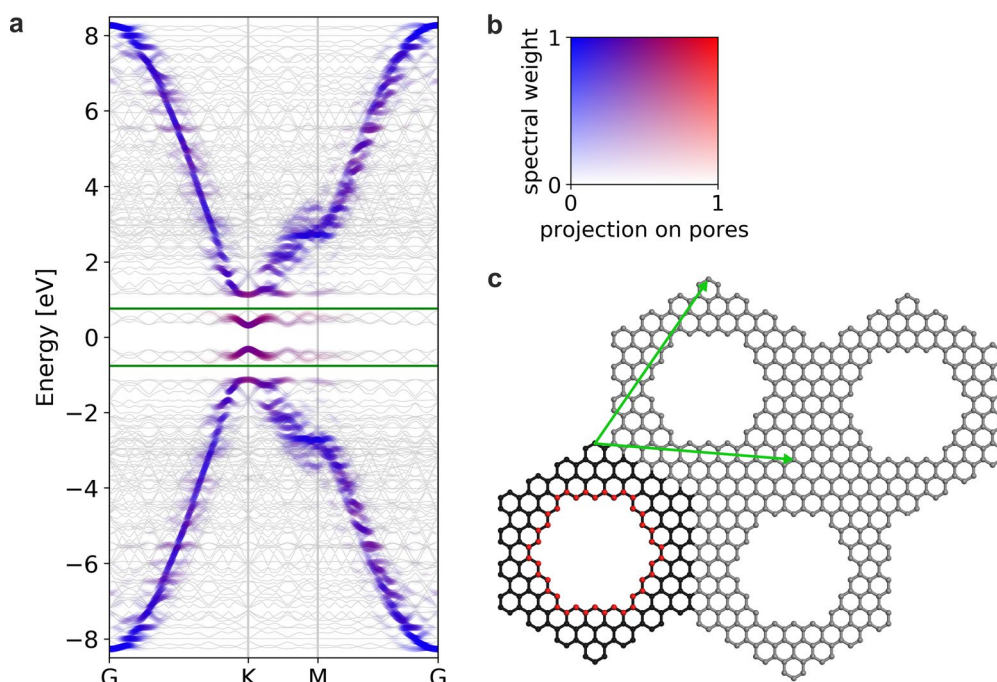 a
8
6
4
2
0
−2
−4
−6
−8
Energy [eV]
G
K
M
G
b
1
0
spectral weight
0
1
projection on pores
c